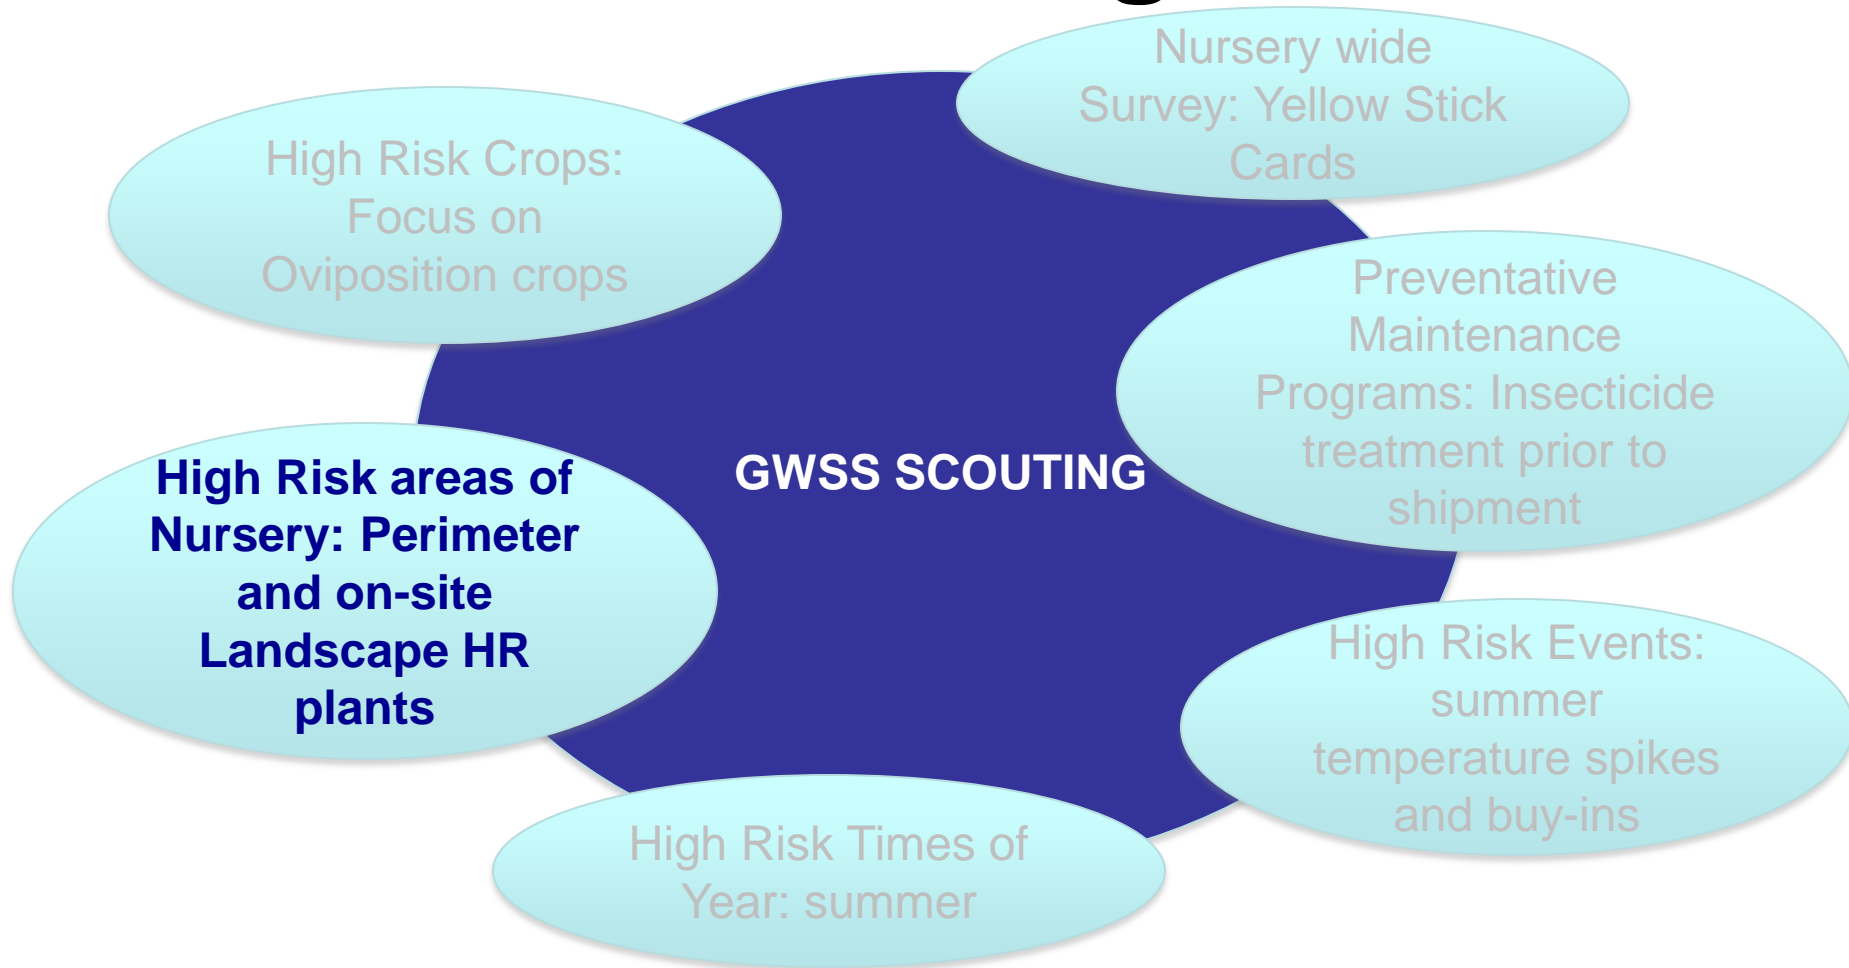 Nursery wide
Survey: Yellow Stick
Cards
High Risk Crops:
Focus on
Oviposition crops
Preventative
Maintenance
Programs: Insecticide
treatment prior to
shipment
GWSS SCOUTING
High Risk areas of
Nursery: Perimeter
and on-site
Landscape HR
plants
High Risk Events:
summer
temperature spikes
and buy-ins
High Risk Times of
Year: summer